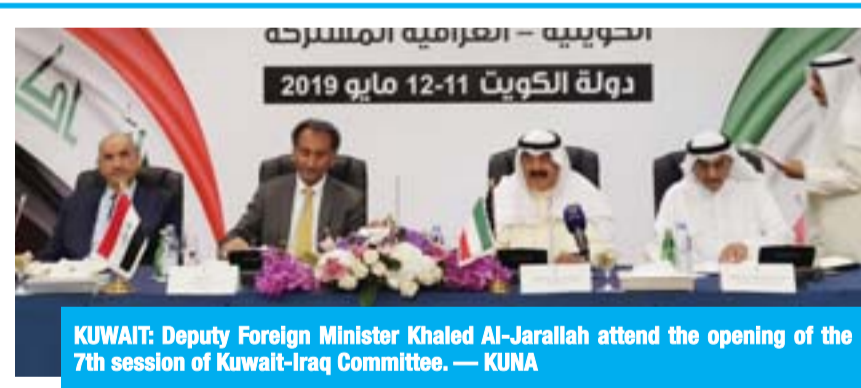 الكويتية – العراقية المشتركة
دولة الكويت 11-12 مايو 2019
KUWAIT: Deputy Foreign Minister Khaled Al-Jarallah attend the opening of the
7th session of Kuwait-Iraq Committee. — KUNA